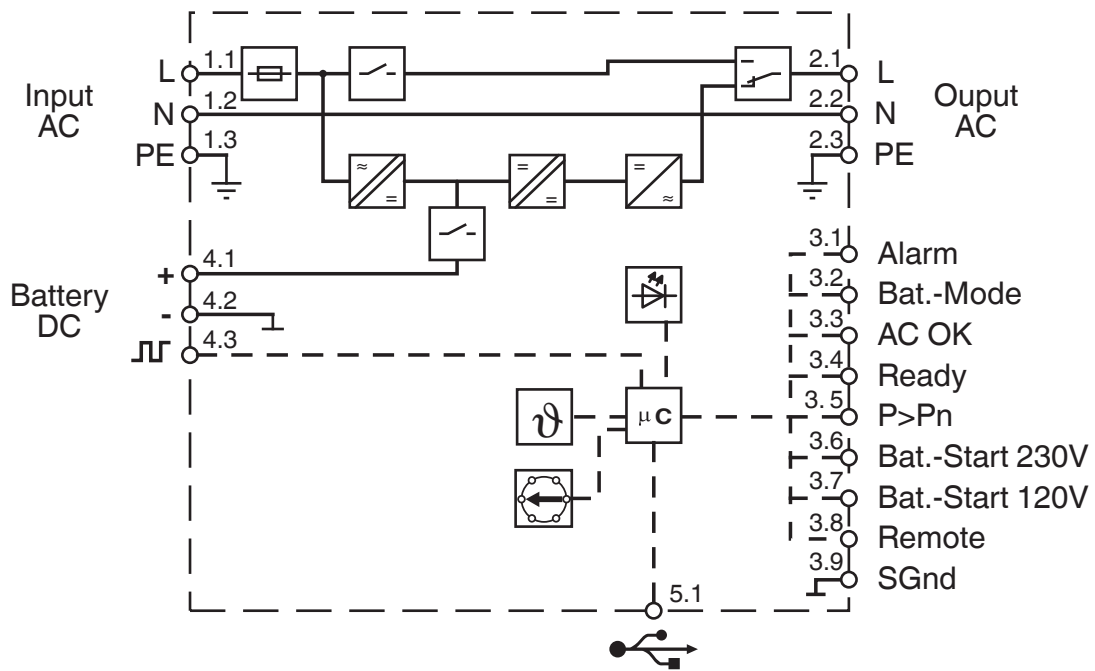 Input
AC
L
1.1
N
1.2
PE
1.3
2.1
L
2.2
N
2.3
PE
Ouput
AC
≈
=
=
=
=
≈
Battery
DC
+
4.1
-
4.2
4.3
ϑ
µC
3.1
Alarm
3.2
Bat.-Mode
3.3
AC OK
3.4
Ready
3.5
P>Pn
3.6
Bat.-Start 230V
3.7
Bat.-Start 120V
3.8
Remote
3.9
SGnd
5.1